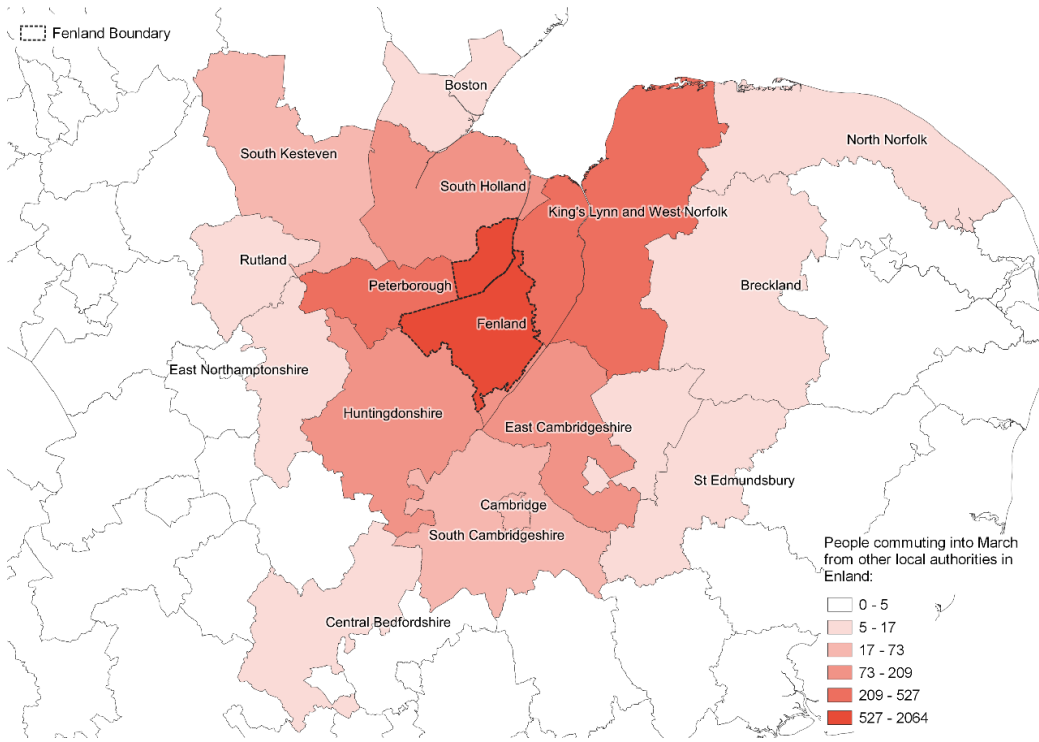 Fenland Boundary
Boston
North Norfolk
South Kesteven
South Holland
King's Lynn and West Norfolk
Rutland
Peterborough
Breckland
Fenland
East Northamptonshire
Huntingdonshire
East Cambridgeshire
St Edmundsbury
Cambridge
South Cambridgeshire
Central Bedfordshire
People commuting into March
from other local authorities in
Enland:
0 - 5
5 - 17
17 - 73
73 - 209
209 - 527
527 - 2064